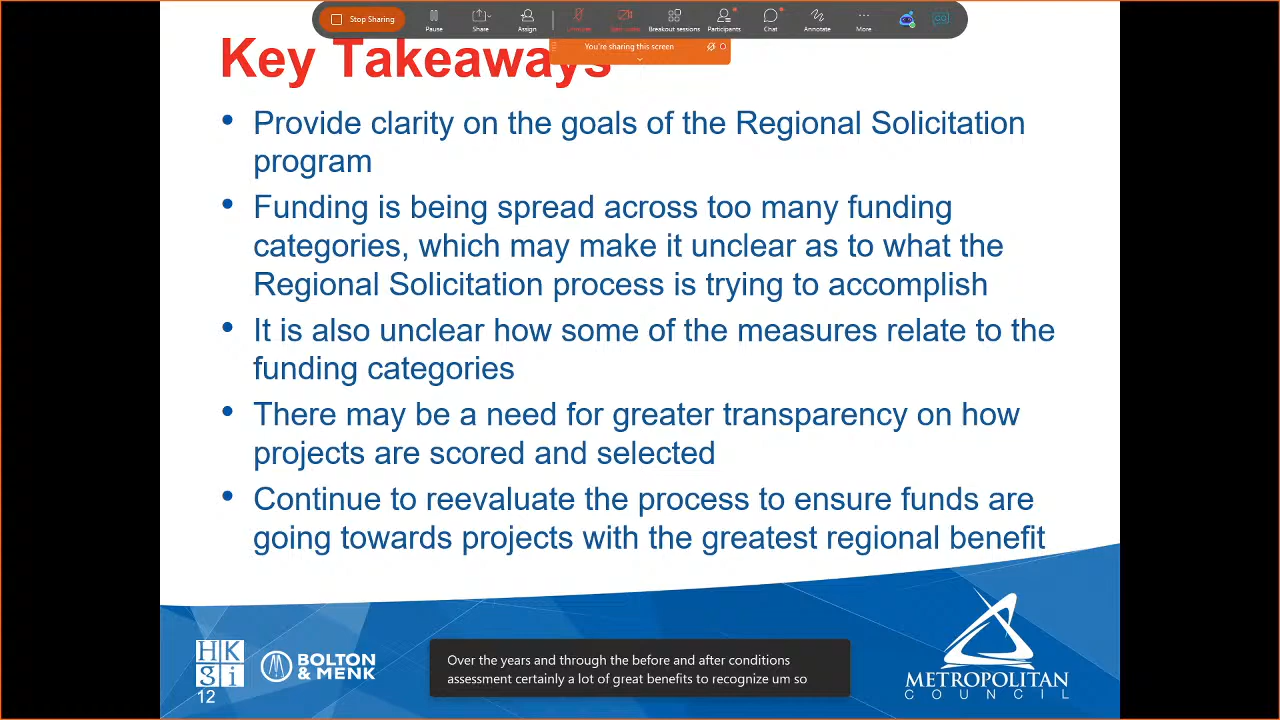 Stop Sharing
Pause
Share
Assign
Unmute
Start video
Breakout sessions
Participants
Chat
Annotate
More
You're sharing this screen
Key Takeaways
• Provide clarity on the goals of the Regional Solicitation
program
• Funding is being spread across too many funding
categories, which may make it unclear as to what the
Regional Solicitation process is trying to accomplish
• It is also unclear how some of the measures relate to the
funding categories
• There may be a need for greater transparency on how
projects are scored and selected
• Continue to reevaluate the process to ensure funds are
going towards projects with the greatest regional benefit
HK
gi
BOLTON
& MENK
12
Over the years and through the before and after conditions
assessment certainly a lot of great benefits to recognize um so
METROPOLITAN
COUNCIL